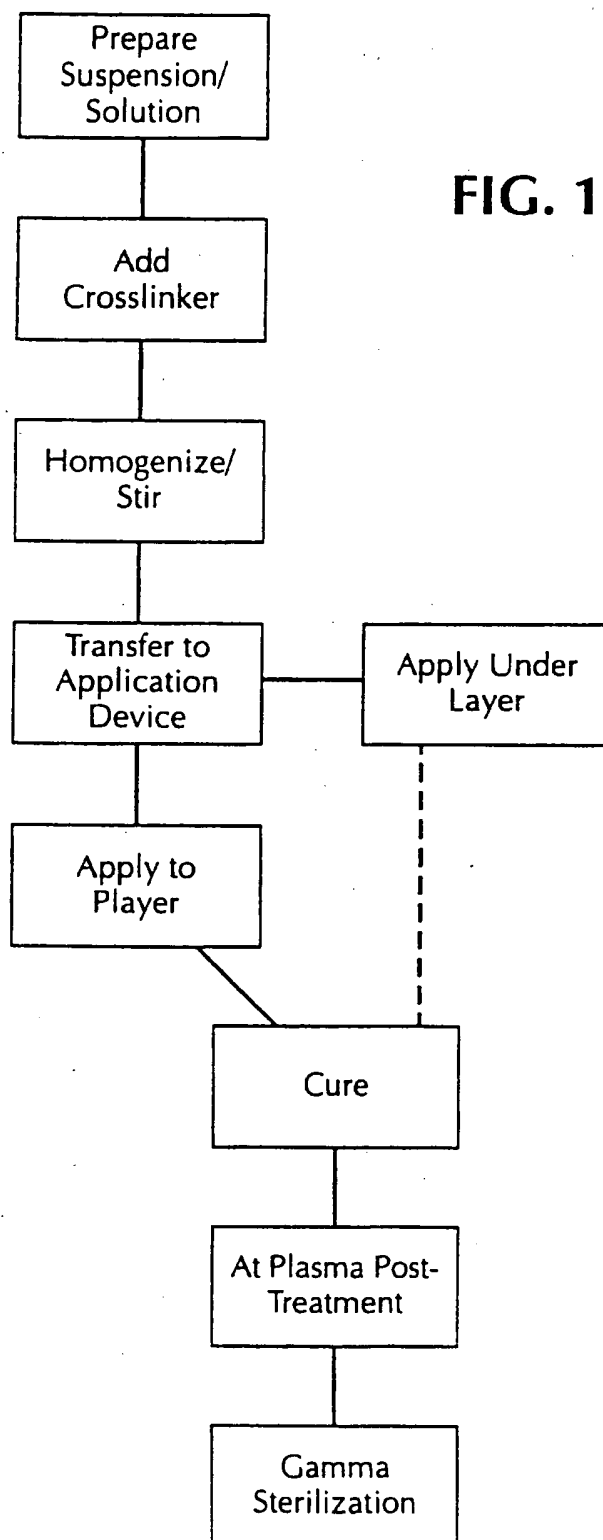 Prepare
Suspension/
Solution
FIG. 1
Add
Crosslinker
Homogenize/
Stir
Transfer to
Application
Device
Apply Under
Layer
Apply to
Player
Cure
At Plasma Post-
Treatment
Gamma
Sterilization